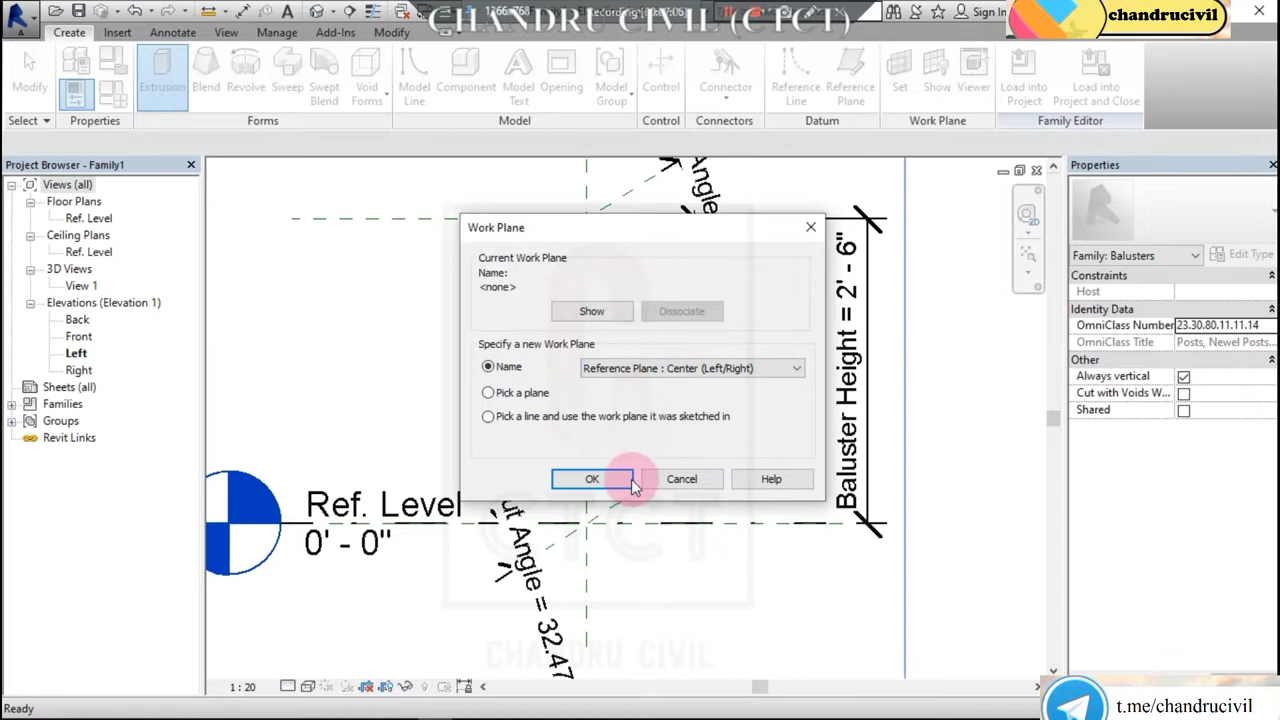 CHANDRU CIVIL (CTCT)
Sign In
chandrucivil
Create Insert Annotate View Manage Add-Ins Modify
Modify
Extrusion Blend Revolve Sweep Swept Blend Void Forms
Model Line Component Model Text Opening Model Group
Control Connector Reference Line Reference Plane
Set Show Viewer Load into Project Load into Project and Close
Select Properties Forms Model Control Connectors Datum Work Plane Family Editor
Project Browser - Family1
Views (all)
Floor Plans
Ref. Level
Ceiling Plans
Ref. Level
3D Views
View 1
Elevations (Elevation 1)
Back
Front
Left
Right
Sheets (all)
Families
Groups
Revit Links
Angle
Work Plane
Current Work Plane
Name:
<none>
Show Dissociate
Specify a new Work Plane
Name Reference Plane : Center (Left/Right)
Pick a plane
Pick a line and use the work plane it was sketched in
OK Cancel Help
Baluster Height = 2' - 6"
Ref. Level
0' - 0"
ut Angle = 32.47
CTCT
CHANDRU CIVIL
Properties
Family: Balusters Edit Type
Constraints
Host
Identity Data
OmniClass Number 23.30.80.11.11.14
OmniClass Title Posts, Newel Posts...
Other
Always vertical
Cut with Voids W...
Shared
1 : 20
Ready
t.me/chandrucivil